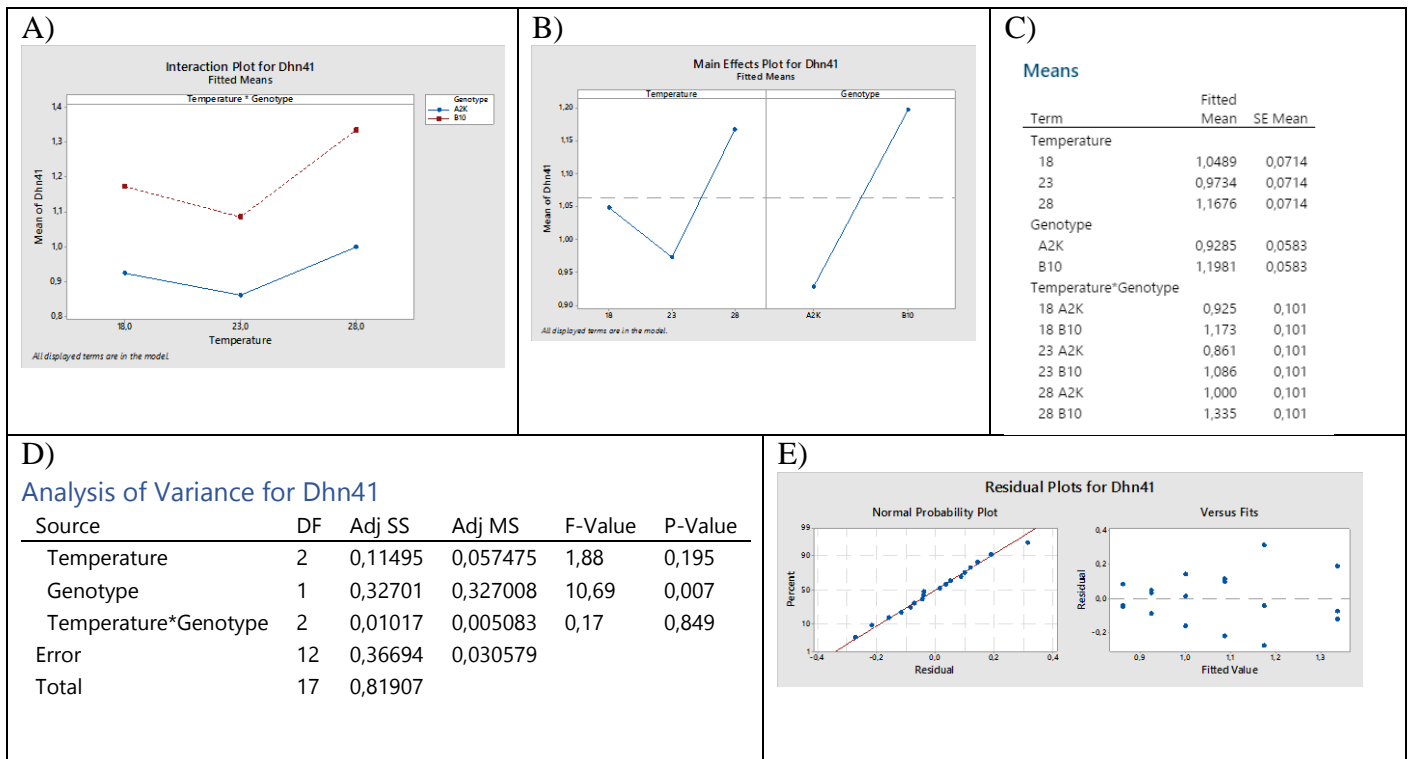 A)
Interaction Plot for Dhn41
Fitted Means
Temperature * Genotype
Genotype
A2K
B10
1,4
1,3
1,2
1,1
1,0
0,9
0,8
Mean of Dhn41
18,0 23,0 28,0
Temperature
All displayed terms are in the model.
B)
Main Effects Plot for Dhn41
Fitted Means
Temperature Genotype
1,20
1,15
1,10
1,05
1,00
0,95
0,90
Mean of Dhn41
18 23 28 A2K B10
All displayed terms are in the model.
C)
Means
Fitted
Term Mean SE Mean
Temperature
18 1,0489 0,0714
23 0,9734 0,0714
28 1,1676 0,0714
Genotype
A2K 0,9285 0,0583
B10 1,1981 0,0583
Temperature*Genotype
18 A2K 0,925 0,101
18 B10 1,173 0,101
23 A2K 0,861 0,101
23 B10 1,086 0,101
28 A2K 1,000 0,101
28 B10 1,335 0,101
D)
Analysis of Variance for Dhn41
Source DF Adj SS Adj MS F-Value P-Value
Temperature 2 0,11495 0,057475 1,88 0,195
Genotype 1 0,32701 0,327008 10,69 0,007
Temperature*Genotype 2 0,01017 0,005083 0,17 0,849
Error 12 0,36694 0,030579
Total 17 0,81907
E)
Residual Plots for Dhn41
Normal Probability Plot
99
90
50
10
1
Percent
-0,4 -0,2 0,0 0,2 0,4
Residual
Versus Fits
0,4
0,2
0,0
-0,2
Residual
0,9 1,0 1,1 1,2 1,3
Fitted Value